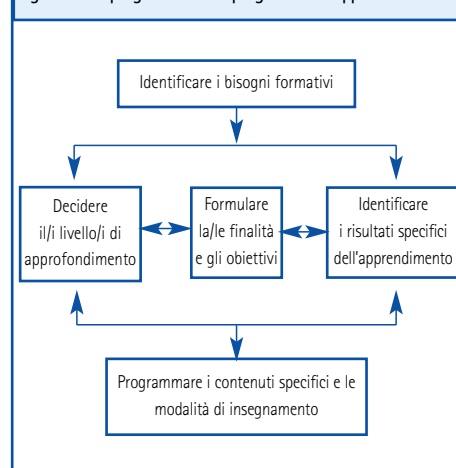 Identificare i bisogni formativi
Decidere
il/i livello/i di
approfondimento
Formulare
la/le finalità
e gli obiettivi
Identificare
i risultati specifici
dell'apprendimento
Programmare i contenuti specifici e le
modalità di insegnamento